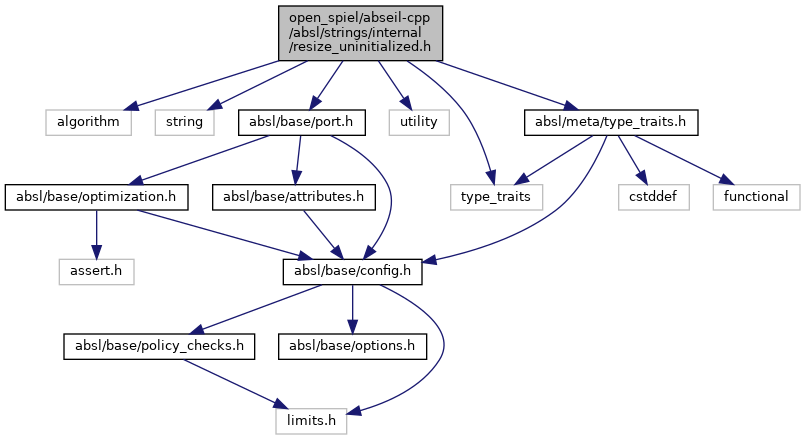 open_spiel/abseil-cpp
/absl/strings/internal
/resize_uninitialized.h
algorithm
string
absl/base/port.h
utility
absl/meta/type_traits.h
absl/base/optimization.h
absl/base/attributes.h
type_traits
cstddef
functional
assert.h
absl/base/config.h
absl/base/policy_checks.h
absl/base/options.h
limits.h